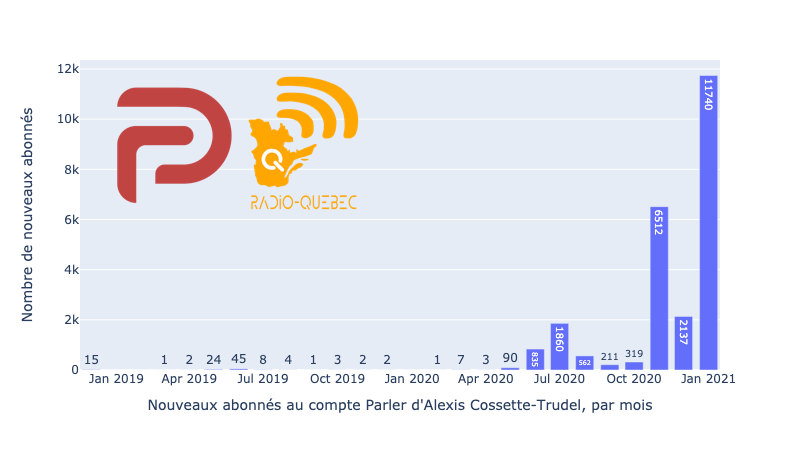 Nombre de nouveaux abonnés
12k
10k
8k
6k
4k
2k
0
RADIO-QUEBEC
15 1 2 24 45 8 4 1 3 2 2 1 7 3 90 835 1860 562 211 319 6512 2137 11740
Jan 2019 Apr 2019 Jul 2019 Oct 2019 Jan 2020 Apr 2020 Jul 2020 Oct 2020 Jan 2021
Nouveaux abonnés au compte Parler d'Alexis Cossette-Trudel, par mois